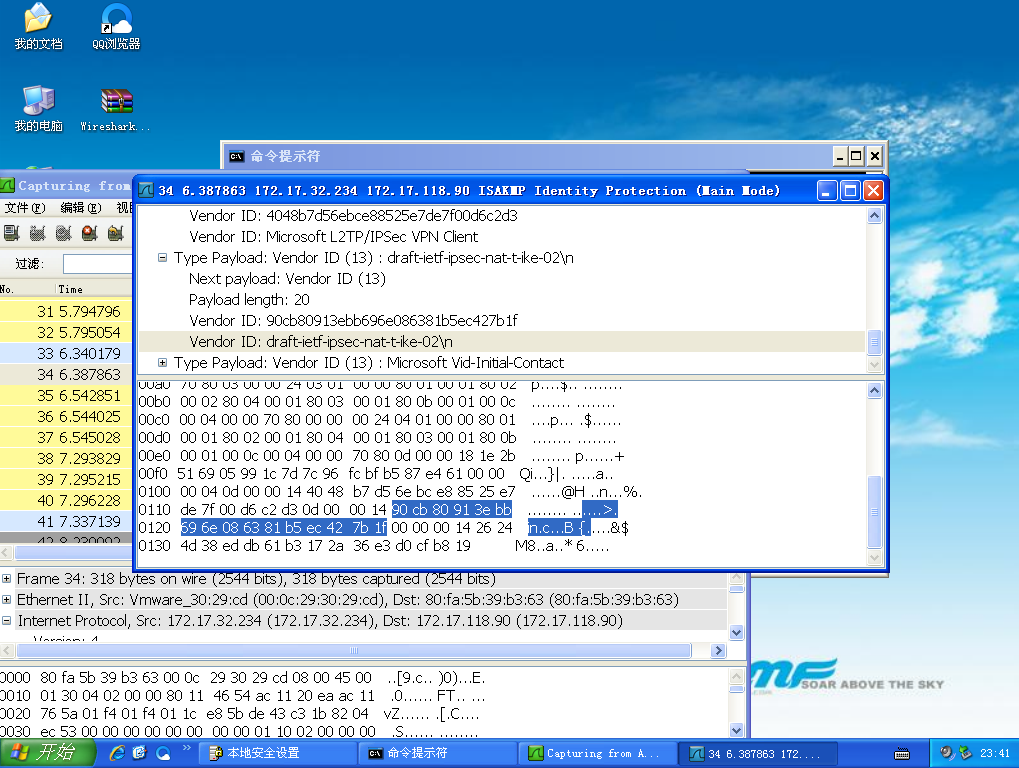 我的文档
QQ浏览器
我的电脑
Wireshark...
命令提示符
Capturing from
文件(F) 编辑(E) 视
过滤:
No. Time
31 5.794796
32 5.795054
33 6.340179
34 6.387863
35 6.542851
36 6.544025
37 6.545028
38 7.293829
39 7.295215
40 7.296228
41 7.337139
42 8.230092
34 6.387863 172.17.32.234 172.17.118.90 ISAKMP Identity Protection (Main Mode)
Vendor ID: 4048b7d56ebce88525e7de7f00d6c2d3
Vendor ID: Microsoft L2TP/IPSec VPN Client
Type Payload: Vendor ID (13) : draft-ietf-ipsec-nat-t-ike-02\n
Next payload: Vendor ID (13)
Payload length: 20
Vendor ID: 90cb80913ebb696e086381b5ec427b1f
Vendor ID: draft-ietf-ipsec-nat-t-ike-02\n
Type Payload: Vendor ID (13) : Microsoft Vid-Initial-Contact
00a0 70 80 03 00 00 24 03 01 00 00 80 01 00 01 80 02 p....$.. ........
00b0 00 02 80 04 00 01 80 03 00 01 80 0b 00 01 00 0c ........ ........
00c0 00 04 00 00 70 80 00 00 00 24 04 01 00 00 80 01 ....p... .$......
00d0 00 01 80 02 00 01 80 04 00 01 80 03 00 01 80 0b ........ ........
00e0 00 01 00 0c 00 04 00 00 70 80 0d 00 00 18 1e 2b ........ p......+
00f0 51 69 05 99 1c 7d 7c 96 fc bf b5 87 e4 61 00 00 Qi...}|. .....a..
0100 00 04 0d 00 00 14 40 48 b7 d5 6e bc e8 85 25 e7 ......@H ..n...%.
0110 de 7f 00 d6 c2 d3 0d 00 00 14 90 cb 80 91 3e bb ........ ......>.
0120 69 6e 08 63 81 b5 ec 42 7b 1f 00 00 00 14 26 24 in.c...B {.....&$
0130 4d 38 ed db 61 b3 17 2a 36 e3 d0 cf b8 19 M8..a..* 6.....
Frame 34: 318 bytes on wire (2544 bits), 318 bytes captured (2544 bits)
Ethernet II, Src: Vmware_30:29:cd (00:0c:29:30:29:cd), Dst: 80:fa:5b:39:b3:63 (80:fa:5b:39:b3:63)
Internet Protocol, Src: 172.17.32.234 (172.17.32.234), Dst: 172.17.118.90 (172.17.118.90)
Version: 4
0000 80 fa 5b 39 b3 63 00 0c 29 30 29 cd 08 00 45 00 ..[9.c.. )0)...E.
0010 01 30 04 02 00 00 80 11 46 54 ac 11 20 ea ac 11 .0...... FT.. ...
0020 76 5a 01 f4 01 f4 01 1c e8 5b de 43 c3 1b 82 04 vZ...... .[.C....
0030 ec 53 00 00 00 00 00 00 00 00 01 10 02 00 00 00 .S...... ........
SOAR ABOVE THE SKY
开始
本地安全设置
命令提示符
Capturing from A...
34 6.387863 172....
23:41